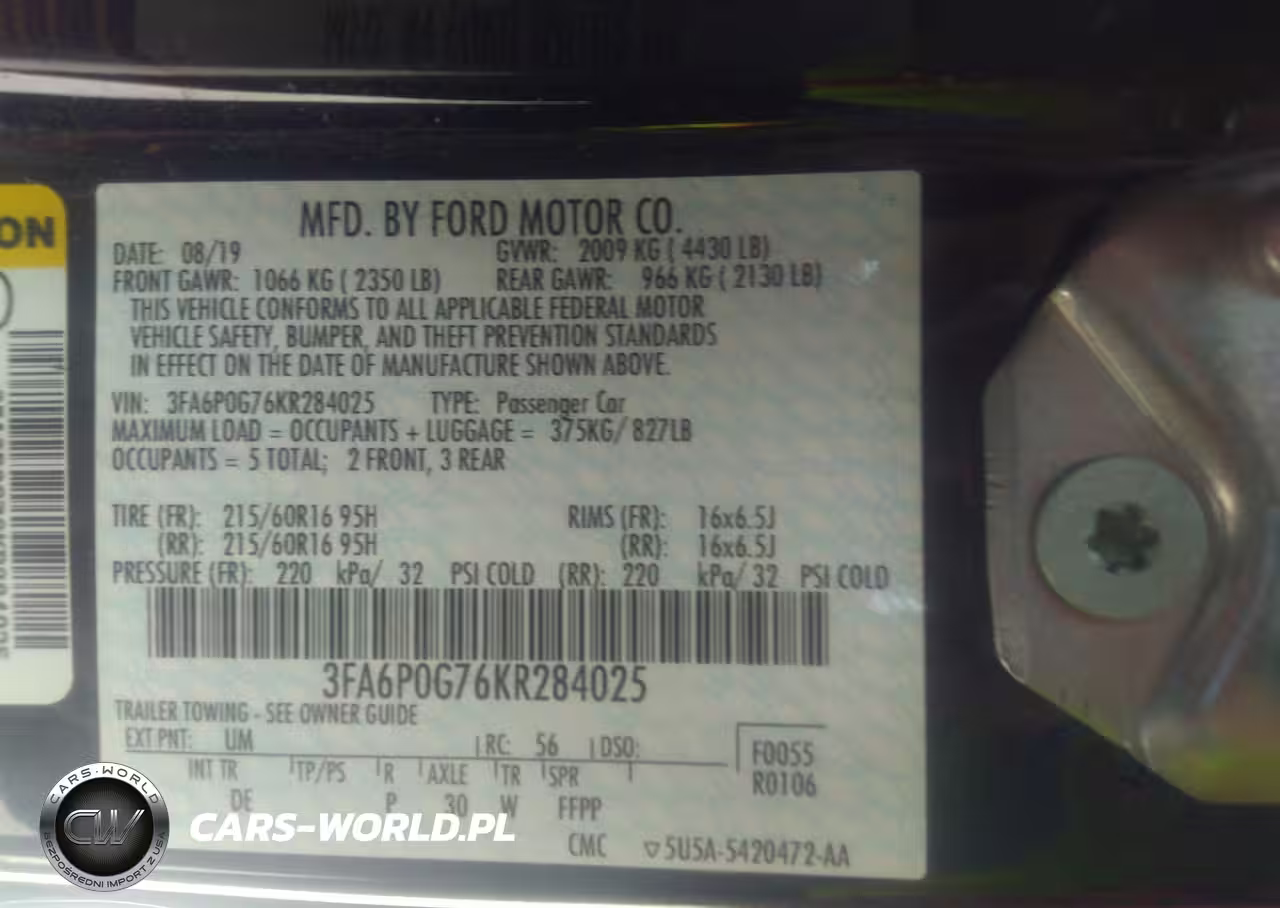 ON
MFD. BY FORD MOTOR CO.
DATE: 08/19 GVWR: 2009 KG ( 4430 LB)
FRONT GAWR: 1066 KG ( 2350 LB) REAR GAWR: 966 KG ( 2130 LB)
THIS VEHICLE CONFORMS TO ALL APPLICABLE FEDERAL MOTOR
VEHICLE SAFETY, BUMPER, AND THEFT PREVENTION STANDARDS
IN EFFECT ON THE DATE OF MANUFACTURE SHOWN ABOVE.
VIN: 3FA6P0G76KR284025 TYPE: Passenger Car
MAXIMUM LOAD = OCCUPANTS + LUGGAGE = 375KG/ 827LB
OCCUPANTS = 5 TOTAL; 2 FRONT, 3 REAR
TIRE (FR): 215/60R16 95H RIMS (FR): 16x6.5J
(RR): 215/60R16 95H (RR): 16x6.5J
PRESSURE (FR): 220 kPa/ 32 PSI COLD (RR): 220 kPa/ 32 PSI COLD
3FA6P0G76KR284025
TRAILER TOWING - SEE OWNER GUIDE
EXT PNT: UM RC: 56 DSO: F0055
INT TR TP/PS R AXLE TR SPR R0106
DE P 30 W FFPP
CMC ▽5U5A-5420472-AA
CARS-WORLD
CW
BEZPOŚREDNI IMPORT Z USA
CARS-WORLD.PL